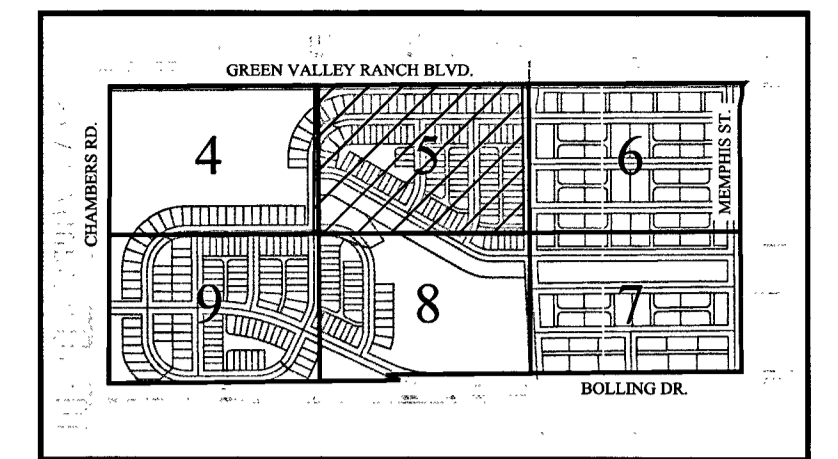 GREEN VALLEY RANCH BLVD.
CHAMBERS RD.
4
5
6
MEMPHIS ST.
9
8
7
BOLLING DR.